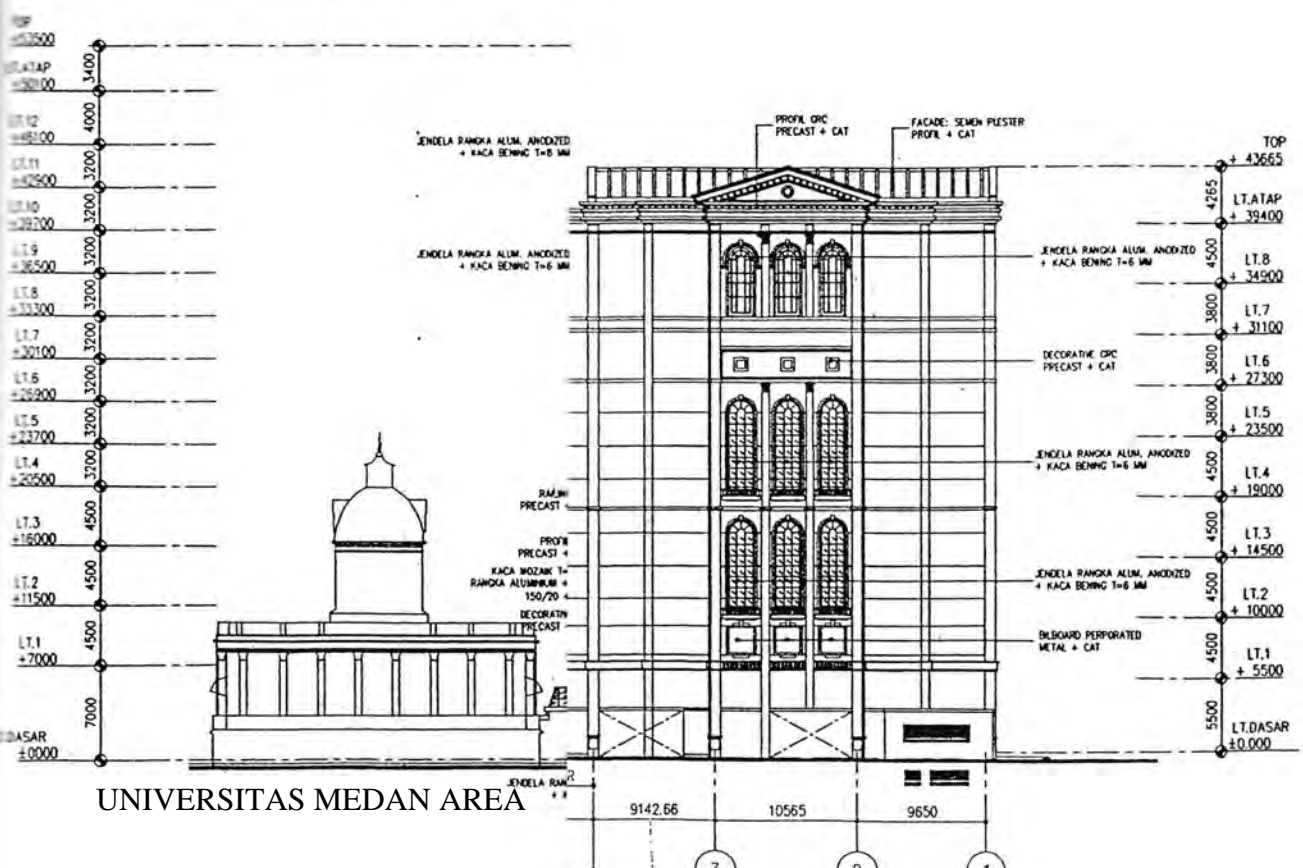 TOP
+53500
3400
LT.ATAP
+50100
4000
LT.12
+46100
3200
LT.11
+42900
3200
LT.10
+39700
3200
LT.9
+36500
3200
LT.8
+33300
3200
LT.7
+30100
3200
LT.6
+26900
3200
LT.5
+23700
3200
LT.4
+20500
4500
LT.3
+16000
4500
LT.2
+11500
4500
LT.1
+7000
7000
DASAR
±0000
JENDELA RANGKA ALUM. ANODIZED
+ KACA BENING T=8 MM
JENDELA RANGKA ALUM. ANODIZED
+ KACA BENING T=6 MM
PRECAST
PRECAST +
KACA MOZAIK T=
RANGKA ALUMINIUM +
150/20 +
DECORATIV
PRECAST
JENDELA RAN
PROFIL GRC
PRECAST + CAT
FACADE: SEMEN PLESTER
PROFIL + CAT
JENDELA RANGKA ALUM. ANODIZED
+ KACA BENING T=6 MM
DECORATIVE GRC
PRECAST + CAT
JENDELA RANGKA ALUM. ANODIZED
+ KACA BENING T=6 MM
JENDELA RANGKA ALUM. ANODIZED
+ KACA BENING T=6 MM
BILBOARD PERPORATED
METAL + CAT
TOP
+ 43665
4265
LT.ATAP
+ 39400
4500
LT.8
+ 34900
3800
LT.7
+ 31100
3800
LT.6
+ 27300
3800
LT.5
+ 23500
4500
LT.4
+ 19000
4500
LT.3
+ 14500
4500
LT.2
+ 10000
4500
LT.1
+ 5500
5500
LT.DASAR
±0.000
UNIVERSITAS MEDAN AREA
9142.66
10565
9650
7